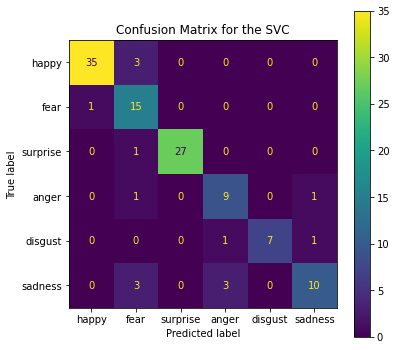 Confusion Matrix for the SVC
True label
happy 35 3 0 0 0 0
fear 1 15 0 0 0 0
surprise 0 1 27 0 0 0
anger 0 1 0 9 0 1
disgust 0 0 0 1 7 1
sadness 0 3 0 3 0 10
happy fear surprise anger disgust sadness
Predicted label
35
30
25
20
15
10
5
0